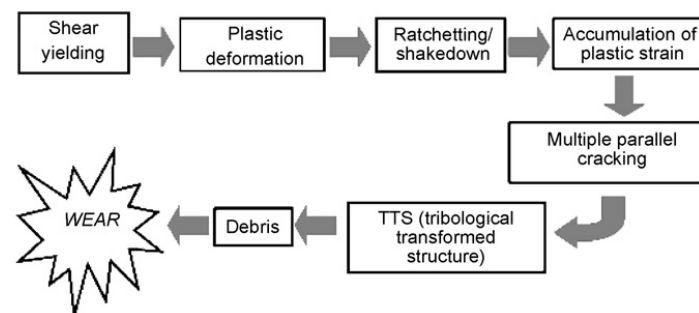 Shear
yielding
Plastic
deformation
Ratchetting/
shakedown
Accumulation of
plastic strain
Multiple parallel
cracking
TTS (tribological
transformed
structure)
Debris
WEAR